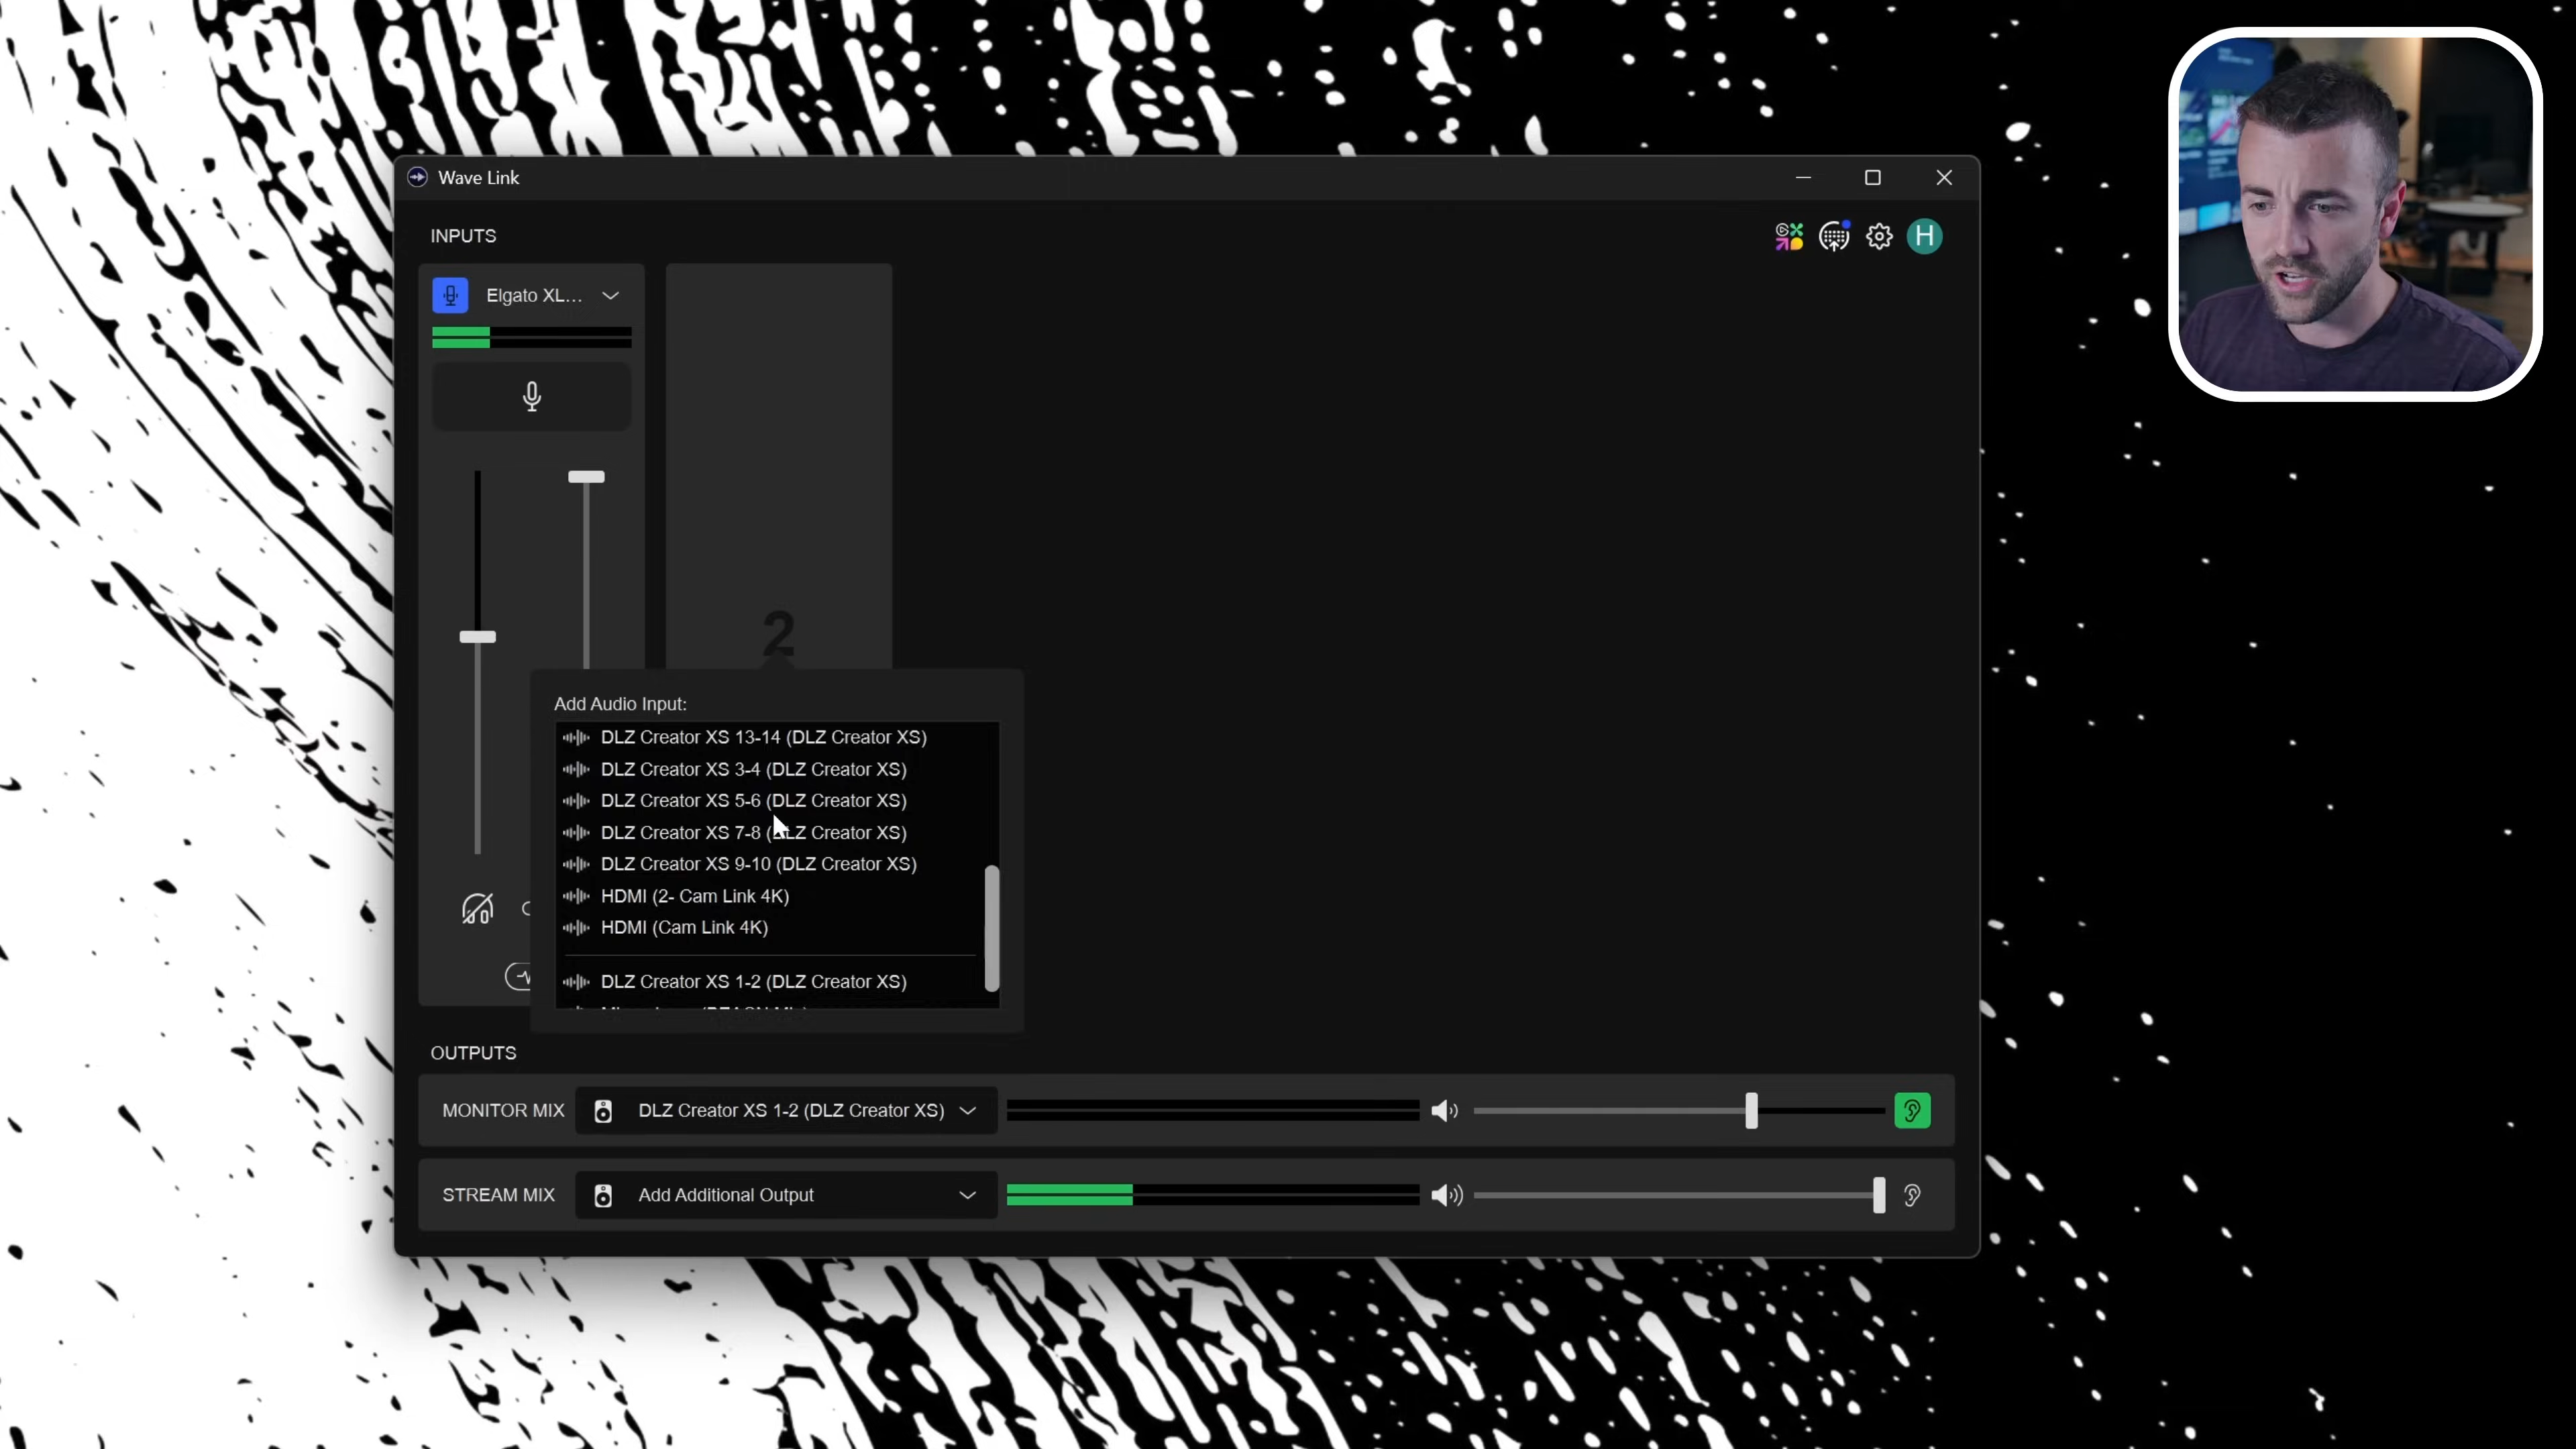 Wave Link
INPUTS
H
Elgato XL...
2
Add Audio Input:
DLZ Creator XS 13-14 (DLZ Creator XS)
DLZ Creator XS 3-4 (DLZ Creator XS)
DLZ Creator XS 5-6 (DLZ Creator XS)
DLZ Creator XS 7-8 (DLZ Creator XS)
DLZ Creator XS 9-10 (DLZ Creator XS)
HDMI (2- Cam Link 4K)
HDMI (Cam Link 4K)
DLZ Creator XS 1-2 (DLZ Creator XS)
OUTPUTS
MONITOR MIX
DLZ Creator XS 1-2 (DLZ Creator XS)
STREAM MIX
Add Additional Output